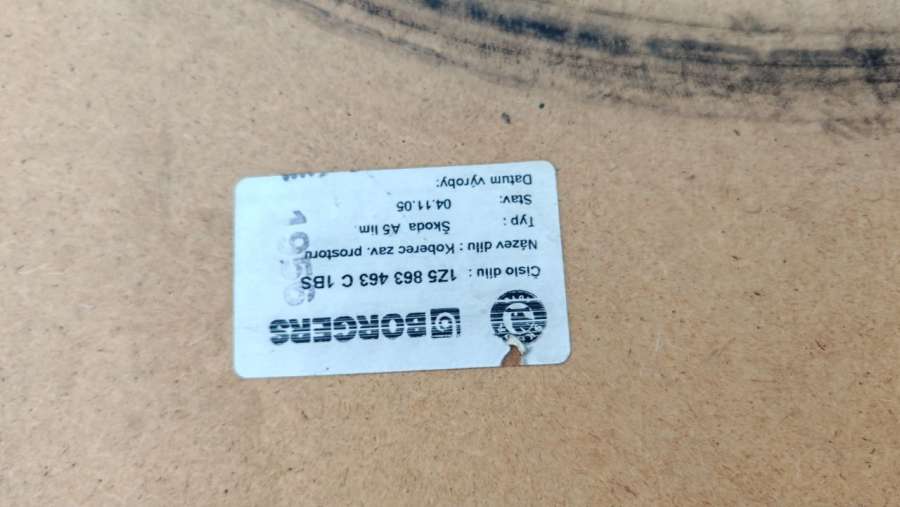 BORGERS
Číslo dílu : 1Z5 863 463 C 1BS
Název dílu : Koberec zav. prostoru
Typ : Škoda A5 lim.
Stav: 04.11.05
Datum výroby: